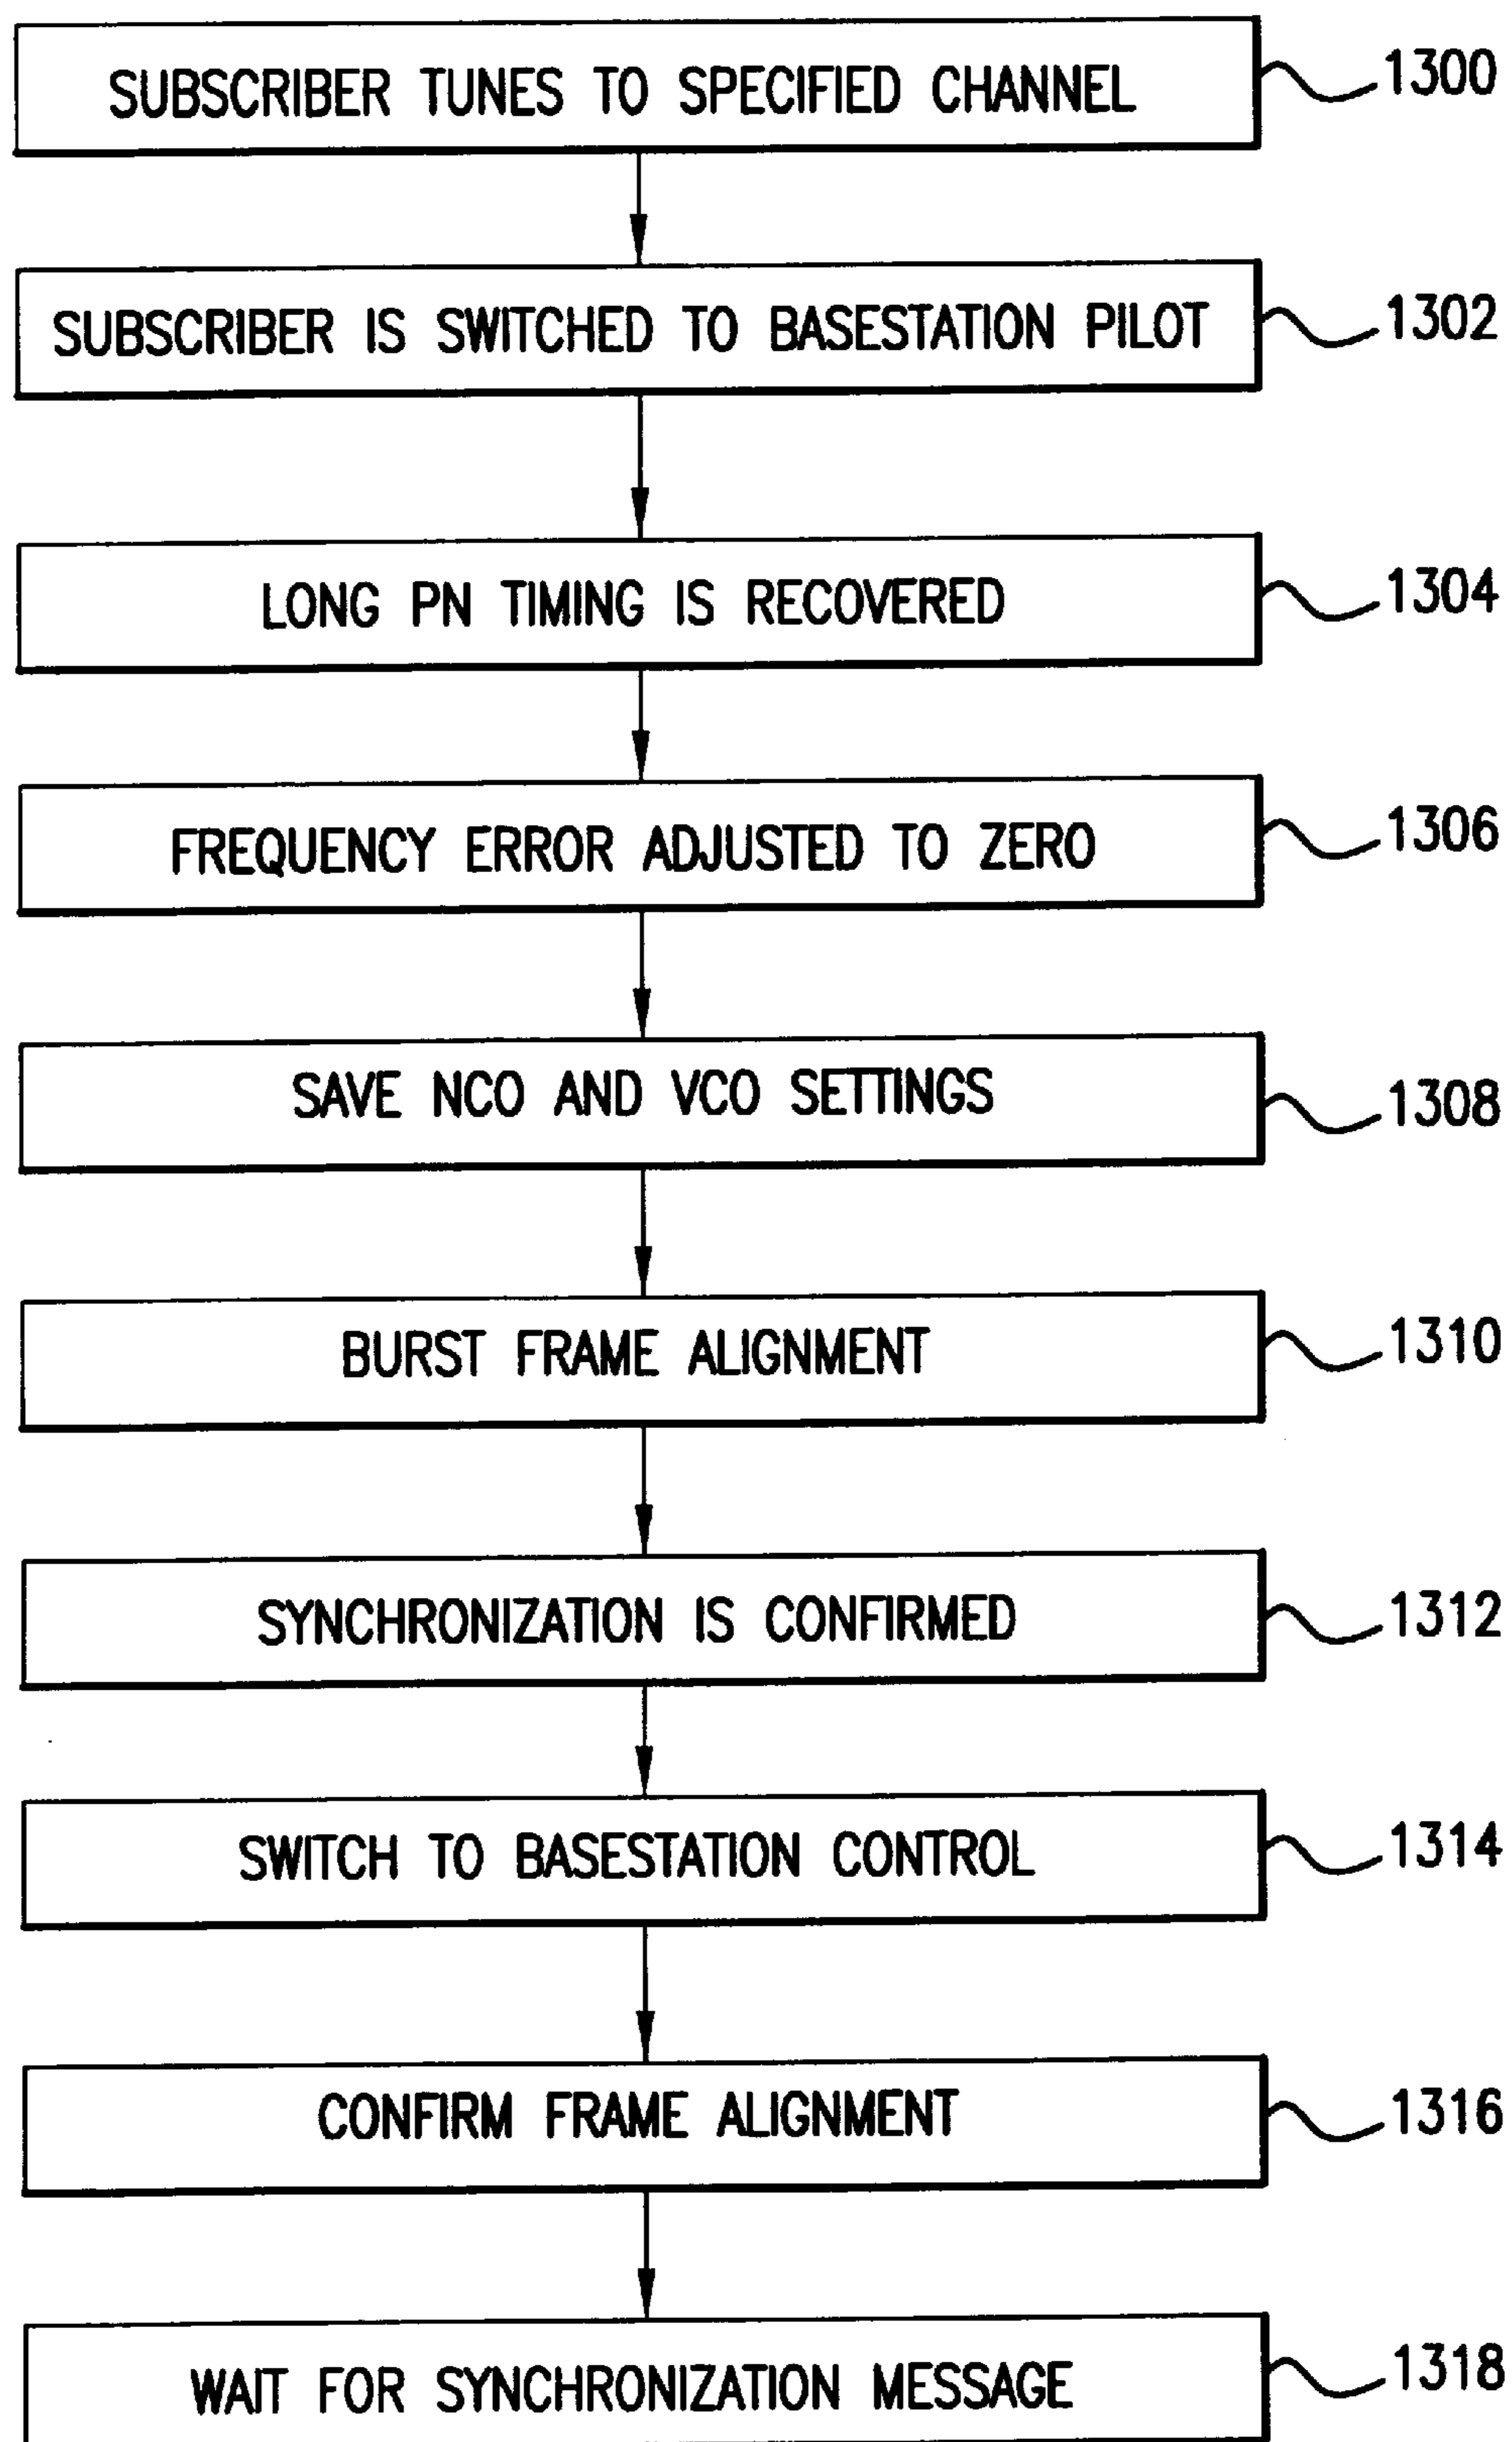 SUBSCRIBER TUNES TO SPECIFIED CHANNEL 1300
SUBSCRIBER IS SWITCHED TO BASESTATION PILOT 1302
LONG PN TIMING IS RECOVERED 1304
FREQUENCY ERROR ADJUSTED TO ZERO 1306
SAVE NCO AND VCO SETTINGS 1308
BURST FRAME ALIGNMENT 1310
SYNCHRONIZATION IS CONFIRMED 1312
SWITCH TO BASESTATION CONTROL 1314
CONFIRM FRAME ALIGNMENT 1316
WAIT FOR SYNCHRONIZATION MESSAGE 1318